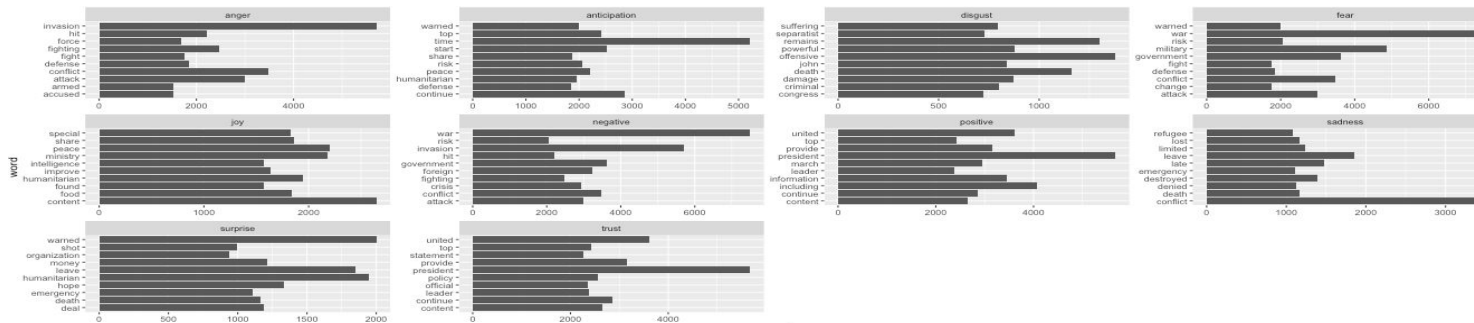 anger
invasion
hit
force
fighting
fight
defense
conflict
attack
armed
accused
0 2000 4000
anticipation
warned
top
time
start
share
risk
peace
humanitarian
defense
continue
0 1000 2000 3000 4000 5000
disgust
suffering
separatist
remains
powerful
offensive
john
death
damage
criminal
congress
0 500 1000
fear
warned
war
risk
military
government
fight
defense
conflict
change
attack
0 2000 4000 6000
word
joy
special
share
peace
ministry
intelligence
improve
humanitarian
found
food
content
0 1000 2000
negative
war
risk
invasion
hit
government
foreign
fighting
crisis
conflict
attack
0 2000 4000 6000
positive
united
top
provide
president
march
leader
information
including
continue
content
0 2000 4000
sadness
refugee
lost
limited
leave
late
emergency
destroyed
denied
death
conflict
0 1000 2000 3000
surprise
warned
shot
organization
money
leave
humanitarian
hope
emergency
death
deal
0 500 1000 1500 2000
trust
united
top
statement
provide
president
policy
official
leader
continue
content
0 2000 4000